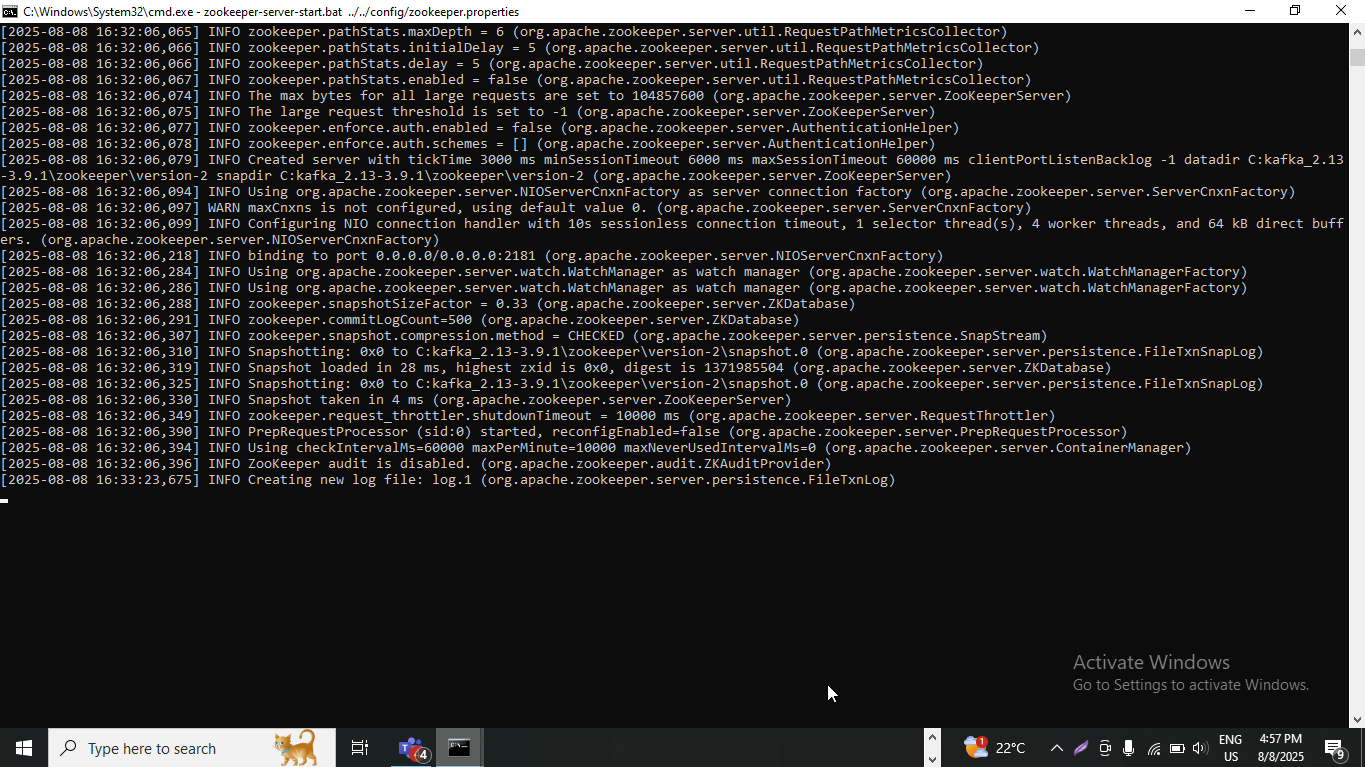 C:\Windows\System32\cmd.exe - zookeeper-server-start.bat ../../config/zookeeper.properties
[2025-08-08 16:32:06,065] INFO zookeeper.pathStats.maxDepth = 6 (org.apache.zookeeper.server.util.RequestPathMetricsCollector)
[2025-08-08 16:32:06,066] INFO zookeeper.pathStats.initialDelay = 5 (org.apache.zookeeper.server.util.RequestPathMetricsCollector)
[2025-08-08 16:32:06,066] INFO zookeeper.pathStats.delay = 5 (org.apache.zookeeper.server.util.RequestPathMetricsCollector)
[2025-08-08 16:32:06,067] INFO zookeeper.pathStats.enabled = false (org.apache.zookeeper.server.util.RequestPathMetricsCollector)
[2025-08-08 16:32:06,074] INFO The max bytes for all large requests are set to 104857600 (org.apache.zookeeper.server.ZooKeeperServer)
[2025-08-08 16:32:06,075] INFO The large request threshold is set to -1 (org.apache.zookeeper.server.ZooKeeperServer)
[2025-08-08 16:32:06,077] INFO zookeeper.enforce.auth.enabled = false (org.apache.zookeeper.server.AuthenticationHelper)
[2025-08-08 16:32:06,078] INFO zookeeper.enforce.auth.schemes = [] (org.apache.zookeeper.server.AuthenticationHelper)
[2025-08-08 16:32:06,079] INFO Created server with tickTime 3000 ms minSessionTimeout 6000 ms maxSessionTimeout 60000 ms clientPortListenBacklog -1 datadir C:kafka_2.13
-3.9.1\zookeeper\version-2 snapdir C:kafka_2.13-3.9.1\zookeeper\version-2 (org.apache.zookeeper.server.ZooKeeperServer)
[2025-08-08 16:32:06,094] INFO Using org.apache.zookeeper.server.NIOServerCnxnFactory as server connection factory (org.apache.zookeeper.server.ServerCnxnFactory)
[2025-08-08 16:32:06,097] WARN maxCnxns is not configured, using default value 0. (org.apache.zookeeper.server.ServerCnxnFactory)
[2025-08-08 16:32:06,099] INFO Configuring NIO connection handler with 10s sessionless connection timeout, 1 selector thread(s), 4 worker threads, and 64 kB direct buff
ers. (org.apache.zookeeper.server.NIOServerCnxnFactory)
[2025-08-08 16:32:06,218] INFO binding to port 0.0.0.0/0.0.0.0:2181 (org.apache.zookeeper.server.NIOServerCnxnFactory)
[2025-08-08 16:32:06,284] INFO Using org.apache.zookeeper.server.watch.WatchManager as watch manager (org.apache.zookeeper.server.watch.WatchManagerFactory)
[2025-08-08 16:32:06,286] INFO Using org.apache.zookeeper.server.watch.WatchManager as watch manager (org.apache.zookeeper.server.watch.WatchManagerFactory)
[2025-08-08 16:32:06,288] INFO zookeeper.snapshotSizeFactor = 0.33 (org.apache.zookeeper.server.ZKDatabase)
[2025-08-08 16:32:06,291] INFO zookeeper.commitLogCount=500 (org.apache.zookeeper.server.ZKDatabase)
[2025-08-08 16:32:06,307] INFO zookeeper.snapshot.compression.method = CHECKED (org.apache.zookeeper.server.persistence.SnapStream)
[2025-08-08 16:32:06,310] INFO Snapshotting: 0x0 to C:kafka_2.13-3.9.1\zookeeper\version-2\snapshot.0 (org.apache.zookeeper.server.persistence.FileTxnSnapLog)
[2025-08-08 16:32:06,319] INFO Snapshot loaded in 28 ms, highest zxid is 0x0, digest is 1371985504 (org.apache.zookeeper.server.ZKDatabase)
[2025-08-08 16:32:06,325] INFO Snapshotting: 0x0 to C:kafka_2.13-3.9.1\zookeeper\version-2\snapshot.0 (org.apache.zookeeper.server.persistence.FileTxnSnapLog)
[2025-08-08 16:32:06,330] INFO Snapshot taken in 4 ms (org.apache.zookeeper.server.ZooKeeperServer)
[2025-08-08 16:32:06,349] INFO zookeeper.request_throttler.shutdownTimeout = 10000 ms (org.apache.zookeeper.server.RequestThrottler)
[2025-08-08 16:32:06,390] INFO PrepRequestProcessor (sid:0) started, reconfigEnabled=false (org.apache.zookeeper.server.PrepRequestProcessor)
[2025-08-08 16:32:06,394] INFO Using checkIntervalMs=60000 maxPerMinute=10000 maxNeverUsedIntervalMs=0 (org.apache.zookeeper.server.ContainerManager)
[2025-08-08 16:32:06,396] INFO ZooKeeper audit is disabled. (org.apache.zookeeper.audit.ZKAuditProvider)
[2025-08-08 16:33:23,675] INFO Creating new log file: log.1 (org.apache.zookeeper.server.persistence.FileTxnLog)
Activate Windows
Go to Settings to activate Windows.
Type here to search
4
1
22°C
ENG
US
4:57 PM
8/8/2025
9